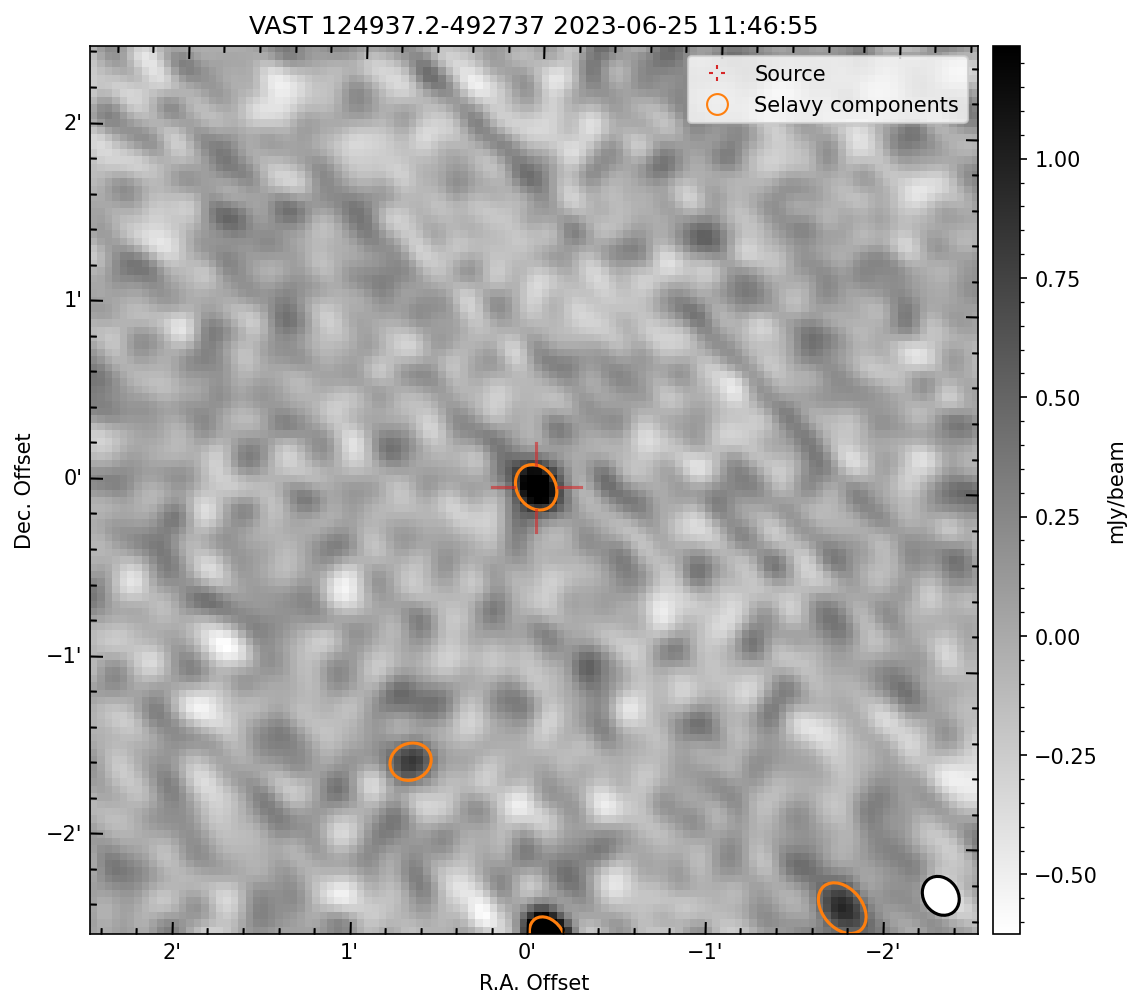 VAST 124937.2-492737 2023-06-25 11:46:55
Source
Selavy components
2'
1'
0'
−1'
−2'
Dec. Offset
2'
1'
0'
−1'
−2'
R.A. Offset
1.00
0.75
0.50
0.25
0.00
−0.25
−0.50
mJy/beam